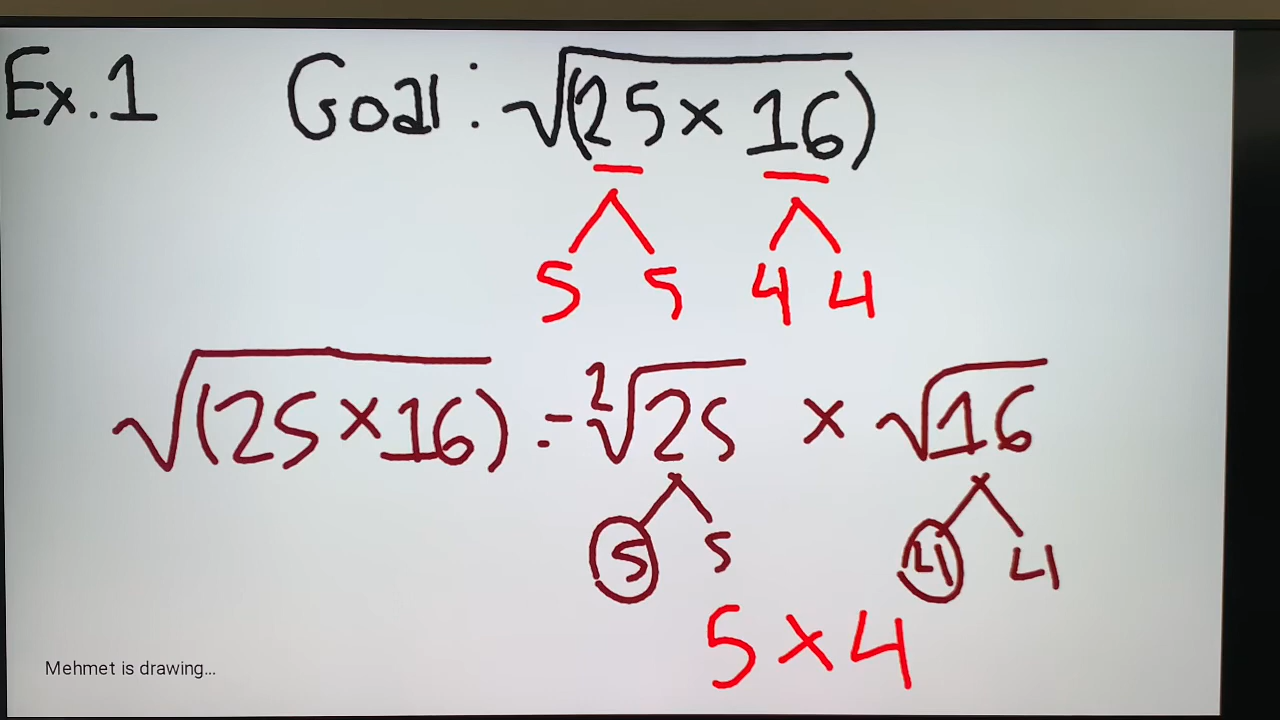 Ex.1 Goal: √(25 × 16)
5 5 4 4
√(25 × 16) = ²√25 × √16
5 5 4 4
5 × 4
Mehmet is drawing...